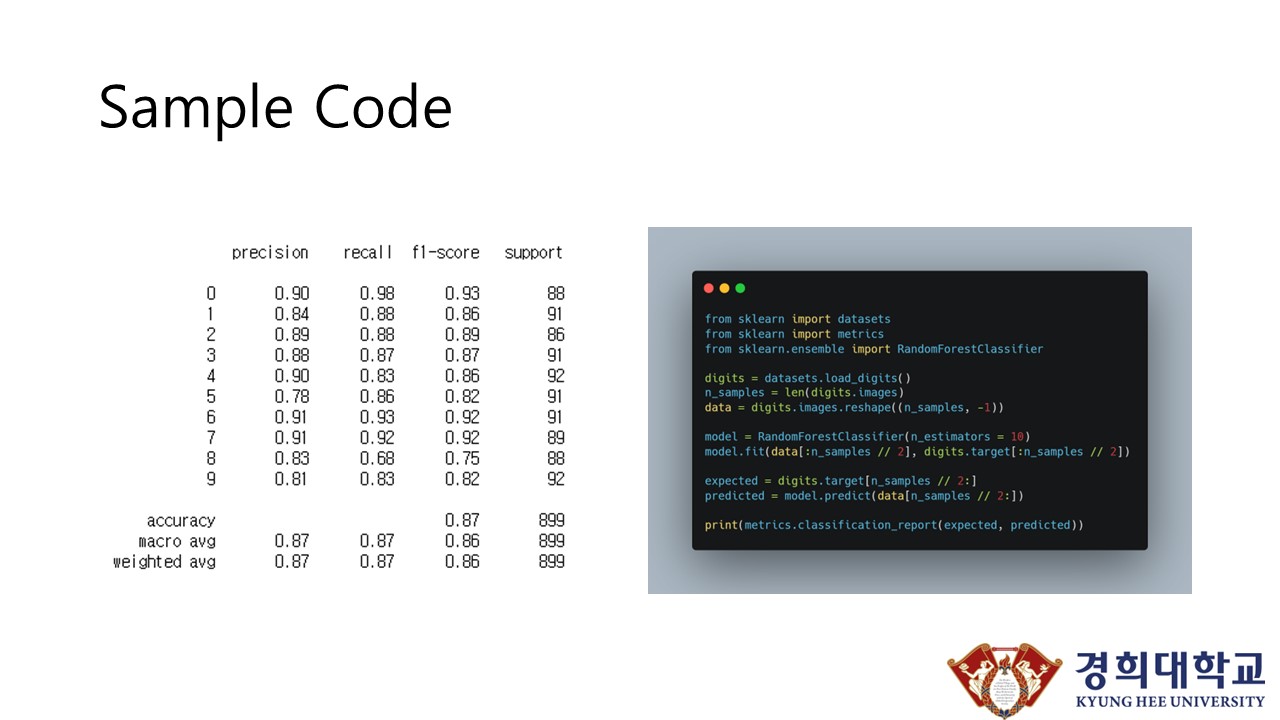 Sample Code
precision recall f1-score support
0 0.90 0.98 0.93 88
1 0.84 0.88 0.86 91
2 0.89 0.88 0.89 86
3 0.88 0.87 0.87 91
4 0.90 0.83 0.86 92
5 0.78 0.86 0.82 91
6 0.91 0.93 0.92 91
7 0.91 0.92 0.92 89
8 0.83 0.68 0.75 88
9 0.81 0.83 0.82 92
accuracy 0.87 899
macro avg 0.87 0.87 0.86 899
weighted avg 0.87 0.87 0.86 899
from sklearn import datasets
from sklearn import metrics
from sklearn.ensemble import RandomForestClassifier
digits = datasets.load_digits()
n_samples = len(digits.images)
data = digits.images.reshape((n_samples, -1))
model = RandomForestClassifier(n_estimators = 10)
model.fit(data[:n_samples // 2], digits.target[:n_samples // 2])
expected = digits.target[n_samples // 2:]
predicted = model.predict(data[n_samples // 2:])
print(metrics.classification_report(expected, predicted))
경희대학교
KYUNG HEE UNIVERSITY